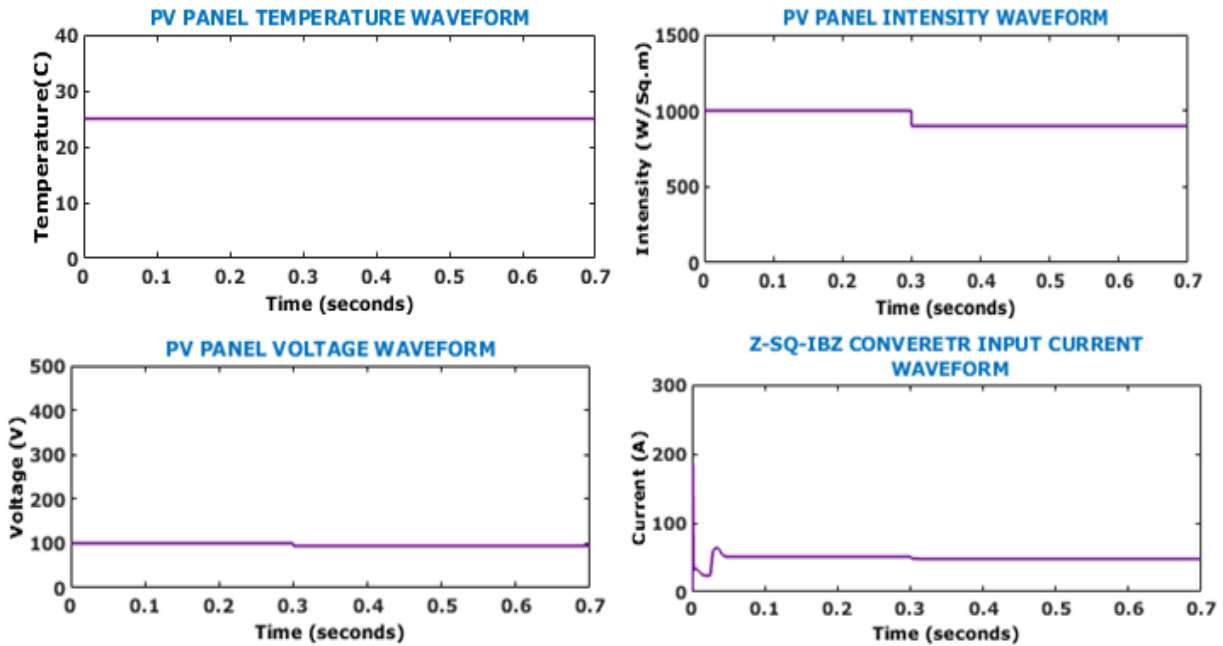 PV PANEL TEMPERATURE WAVEFORM
40
30
20
10
0
Temperature(C)
0 0.1 0.2 0.3 0.4 0.5 0.6 0.7
Time (seconds)
PV PANEL INTENSITY WAVEFORM
1500
1000
500
0
Intensity (W/Sq.m)
0 0.1 0.2 0.3 0.4 0.5 0.6 0.7
Time (seconds)
PV PANEL VOLTAGE WAVEFORM
500
400
300
200
100
0
Voltage (V)
0 0.1 0.2 0.3 0.4 0.5 0.6 0.7
Time (seconds)
Z-SQ-IBZ CONVERETR INPUT CURRENT
WAVEFORM
300
200
100
0
Current (A)
0 0.1 0.2 0.3 0.4 0.5 0.6 0.7
Time (seconds)